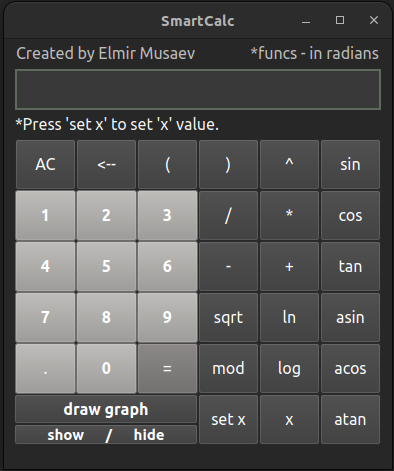 SmartCalc
Created by Elmir Musaev *funcs - in radians
*Press 'set x' to set 'x' value.
AC <-- ( ) ^ sin
1 2 3 / * cos
4 5 6 - + tan
7 8 9 sqrt ln asin
. 0 = mod log acos
draw graph set x x atan
show / hide